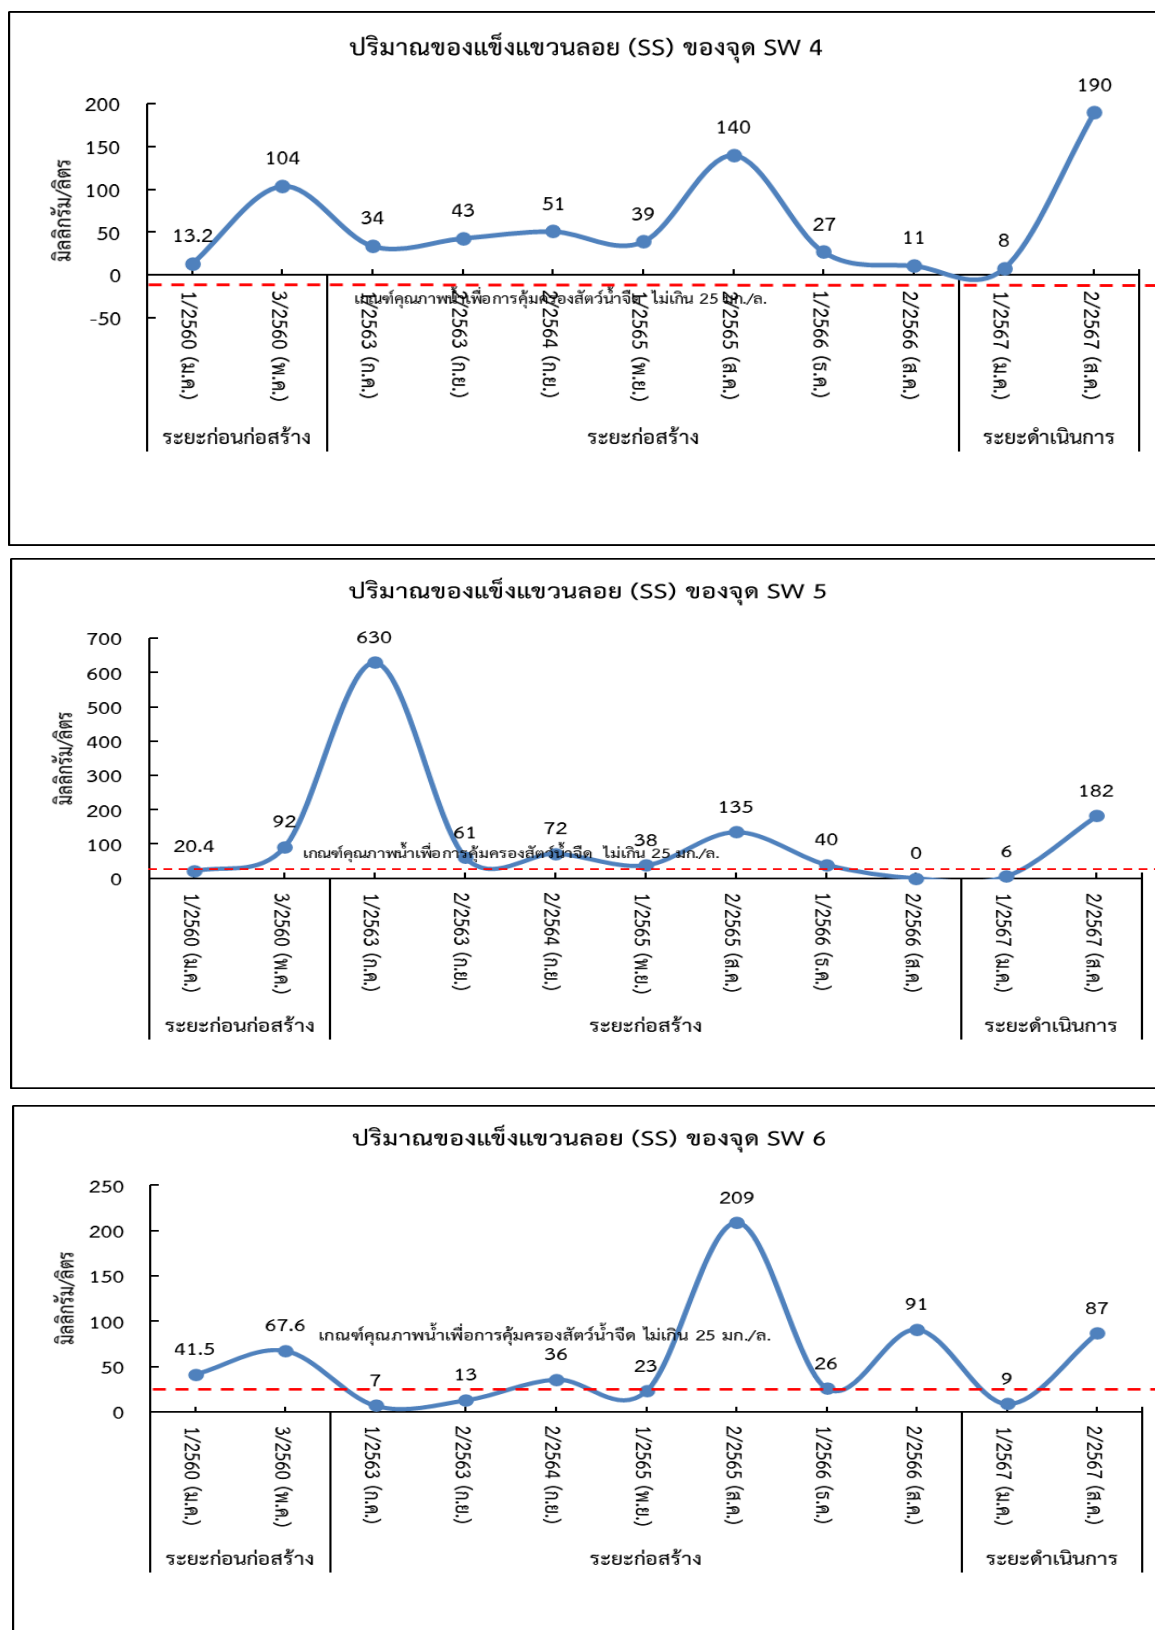 ปริมาณของแข็งแขวนลอย (SS) ของจุด SW 4
มิลลิกรัม/ลิตร
200
150
100
50
0
-50
13.2
104
34
43
51
39
140
27
11
8
190
เกณฑ์คุณภาพน้ำเพื่อการคุ้มครองสัตว์น้ำจืด ไม่เกิน 25 มก./ล.
1/2560 (ม.ค.)
3/2560 (พ.ค.)
1/2563 (ก.ค.)
2/2563 (ก.ย.)
2/2564 (ก.ย.)
1/2565 (พ.ย.)
2/2565 (ส.ค.)
1/2566 (ธ.ค.)
2/2566 (ส.ค.)
1/2567 (ม.ค.)
2/2567 (ส.ค.)
ระยะก่อนก่อสร้าง
ระยะก่อสร้าง
ระยะดำเนินการ
ปริมาณของแข็งแขวนลอย (SS) ของจุด SW 5
มิลลิกรัม/ลิตร
700
600
500
400
300
200
100
0
20.4
92
630
61
72
38
135
40
0
6
182
เกณฑ์คุณภาพน้ำเพื่อการคุ้มครองสัตว์น้ำจืด ไม่เกิน 25 มก./ล.
1/2560 (ม.ค.)
3/2560 (พ.ค.)
1/2563 (ก.ค.)
2/2563 (ก.ย.)
2/2564 (ก.ย.)
1/2565 (พ.ย.)
2/2565 (ส.ค.)
1/2566 (ธ.ค.)
2/2566 (ส.ค.)
1/2567 (ม.ค.)
2/2567 (ส.ค.)
ระยะก่อนก่อสร้าง
ระยะก่อสร้าง
ระยะดำเนินการ
ปริมาณของแข็งแขวนลอย (SS) ของจุด SW 6
มิลลิกรัม/ลิตร
250
200
150
100
50
0
41.5
67.6
7
13
36
23
209
26
91
9
87
เกณฑ์คุณภาพน้ำเพื่อการคุ้มครองสัตว์น้ำจืด ไม่เกิน 25 มก./ล.
1/2560 (ม.ค.)
3/2560 (พ.ค.)
1/2563 (ก.ค.)
2/2563 (ก.ย.)
2/2564 (ก.ย.)
1/2565 (พ.ย.)
2/2565 (ส.ค.)
1/2566 (ธ.ค.)
2/2566 (ส.ค.)
1/2567 (ม.ค.)
2/2567 (ส.ค.)
ระยะก่อนก่อสร้าง
ระยะก่อสร้าง
ระยะดำเนินการ